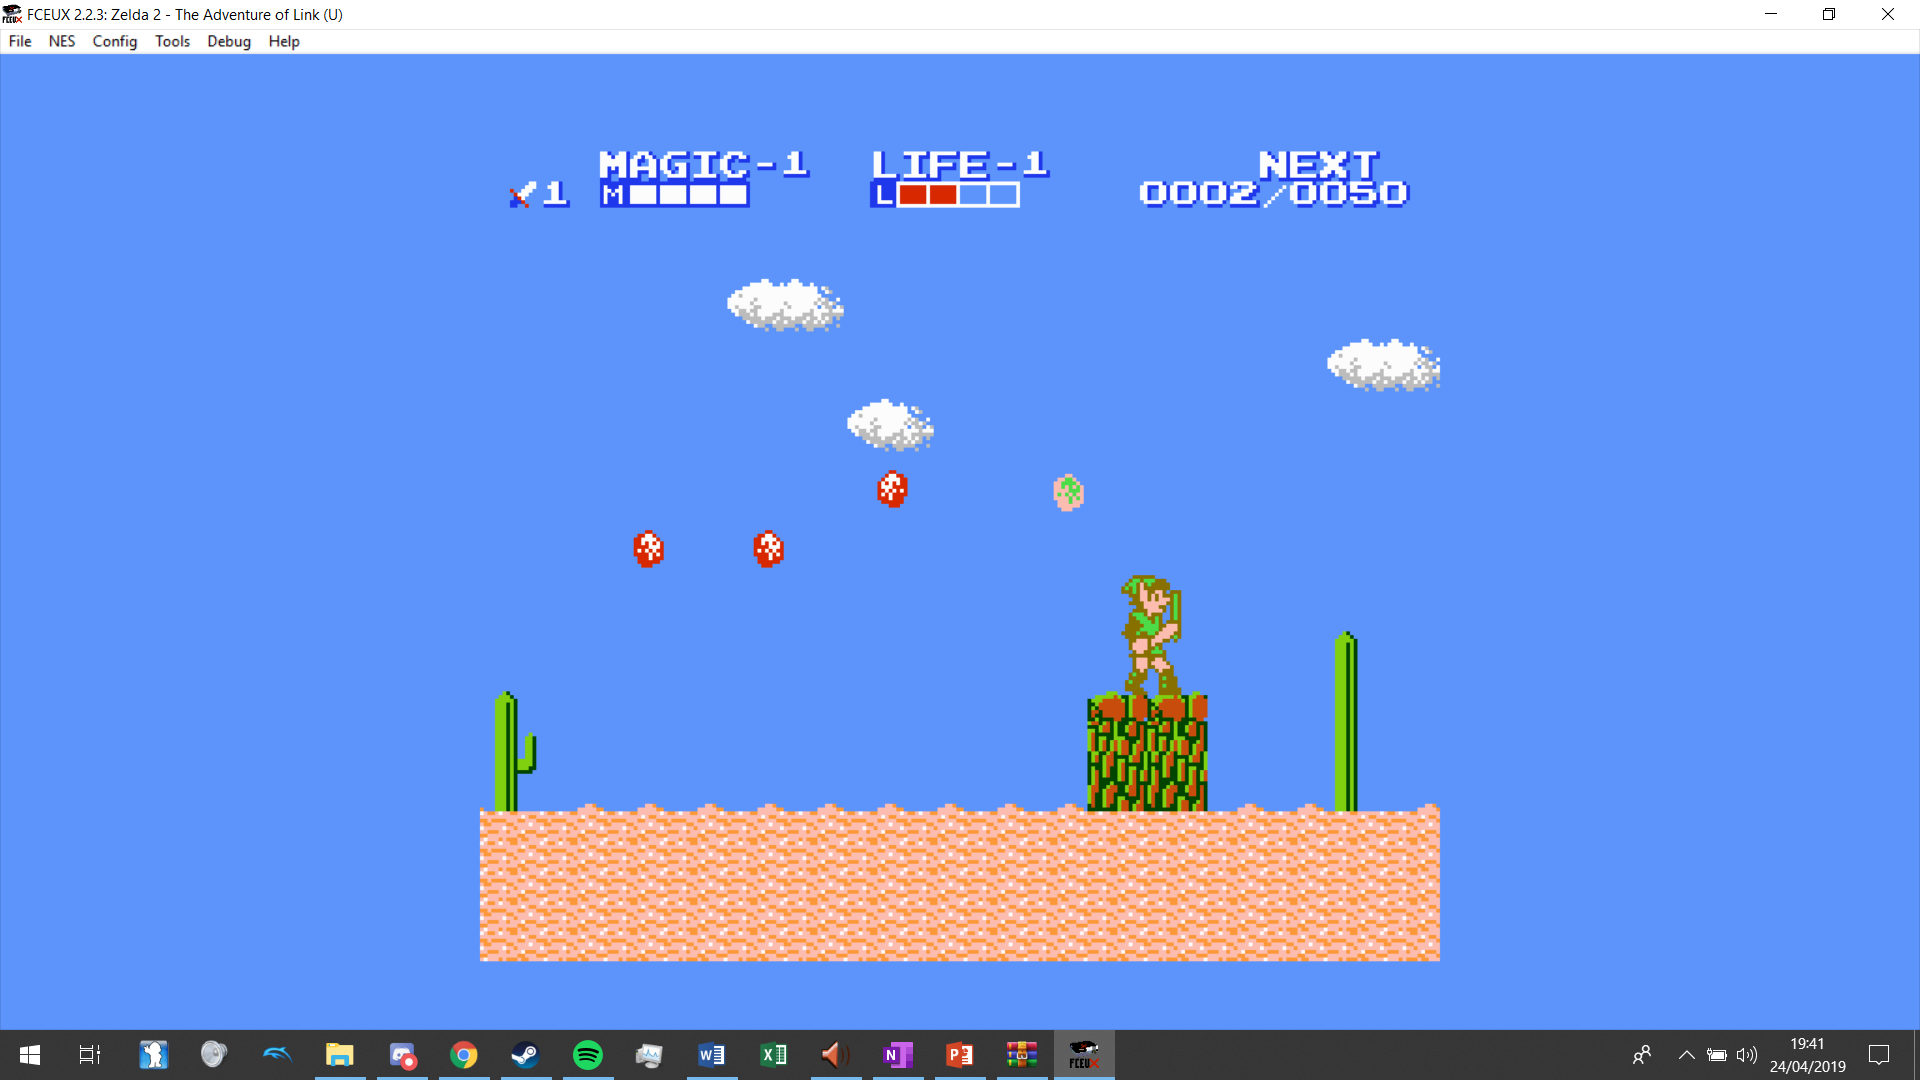 FCEUX 2.2.3: Zelda 2 - The Adventure of Link (U)
File NES Config Tools Debug Help
MAGIC-1 LIFE-1 NEXT
1 M L 0002/0050
19:41
24/04/2019
FCEUX